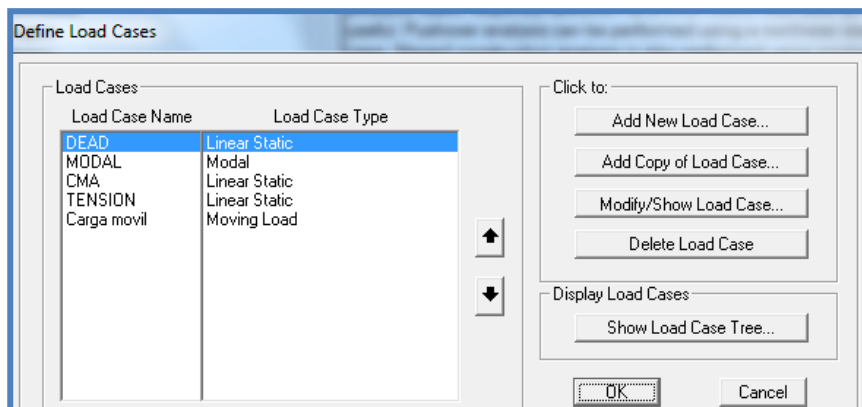 Define Load Cases
Load Cases
Load Case Name Load Case Type
DEAD Linear Static
MODAL Modal
CMA Linear Static
TENSION Linear Static
Carga movil Moving Load
Click to:
Add New Load Case...
Add Copy of Load Case...
Modify/Show Load Case...
Delete Load Case
Display Load Cases
Show Load Case Tree...
OK Cancel